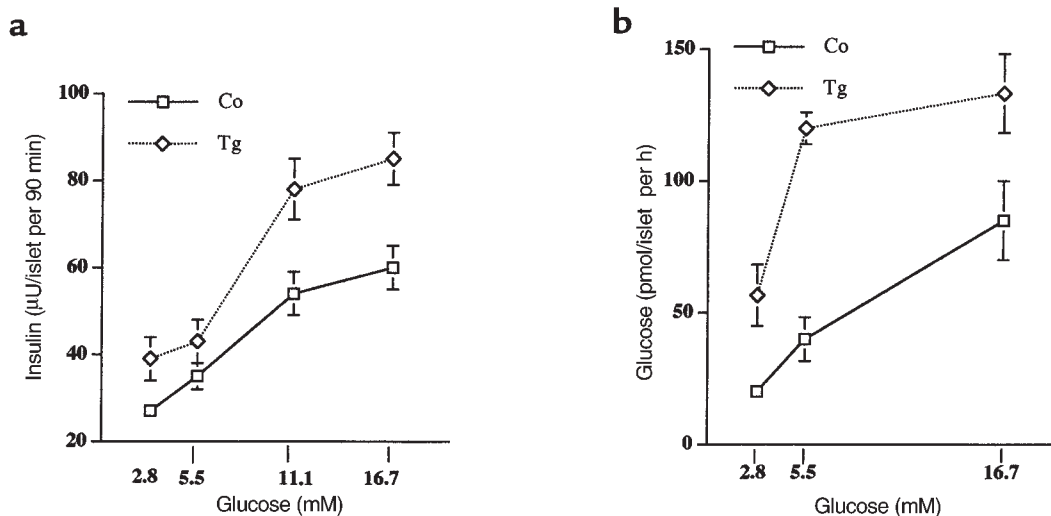 a
Insulin (µU/islet per 90 min)
100
80
60
40
20
Co
Tg
2.8
5.5
11.1
16.7
Glucose (mM)
b
Glucose (pmol/islet per h)
150
100
50
0
Co
Tg
2.8
5.5
16.7
Glucose (mM)